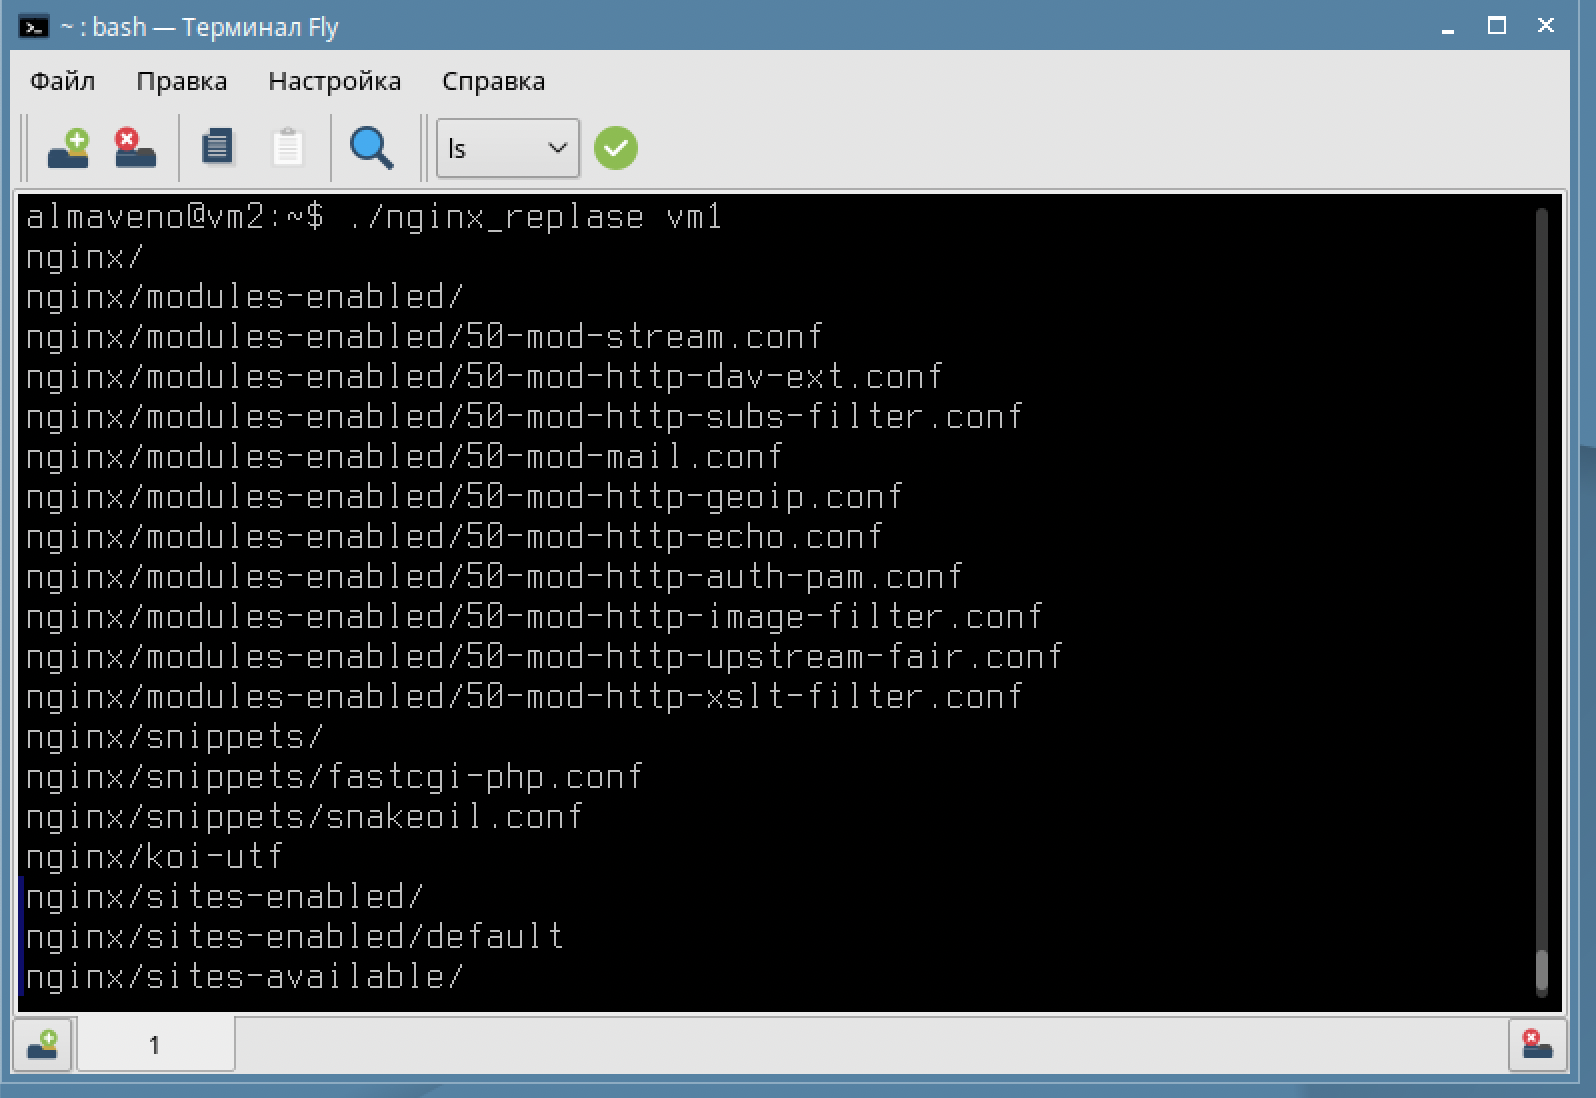 ~ : bash — Терминал Fly
Файл Правка Настройка Справка
ls
almaveno@vm2:~$ ./nginx_replase vm1
nginx/
nginx/modules-enabled/
nginx/modules-enabled/50-mod-stream.conf
nginx/modules-enabled/50-mod-http-dav-ext.conf
nginx/modules-enabled/50-mod-http-subs-filter.conf
nginx/modules-enabled/50-mod-mail.conf
nginx/modules-enabled/50-mod-http-geoip.conf
nginx/modules-enabled/50-mod-http-echo.conf
nginx/modules-enabled/50-mod-http-auth-pam.conf
nginx/modules-enabled/50-mod-http-image-filter.conf
nginx/modules-enabled/50-mod-http-upstream-fair.conf
nginx/modules-enabled/50-mod-http-xslt-filter.conf
nginx/snippets/
nginx/snippets/fastcgi-php.conf
nginx/snippets/snakeoil.conf
nginx/koi-utf
nginx/sites-enabled/
nginx/sites-enabled/default
nginx/sites-available/
1